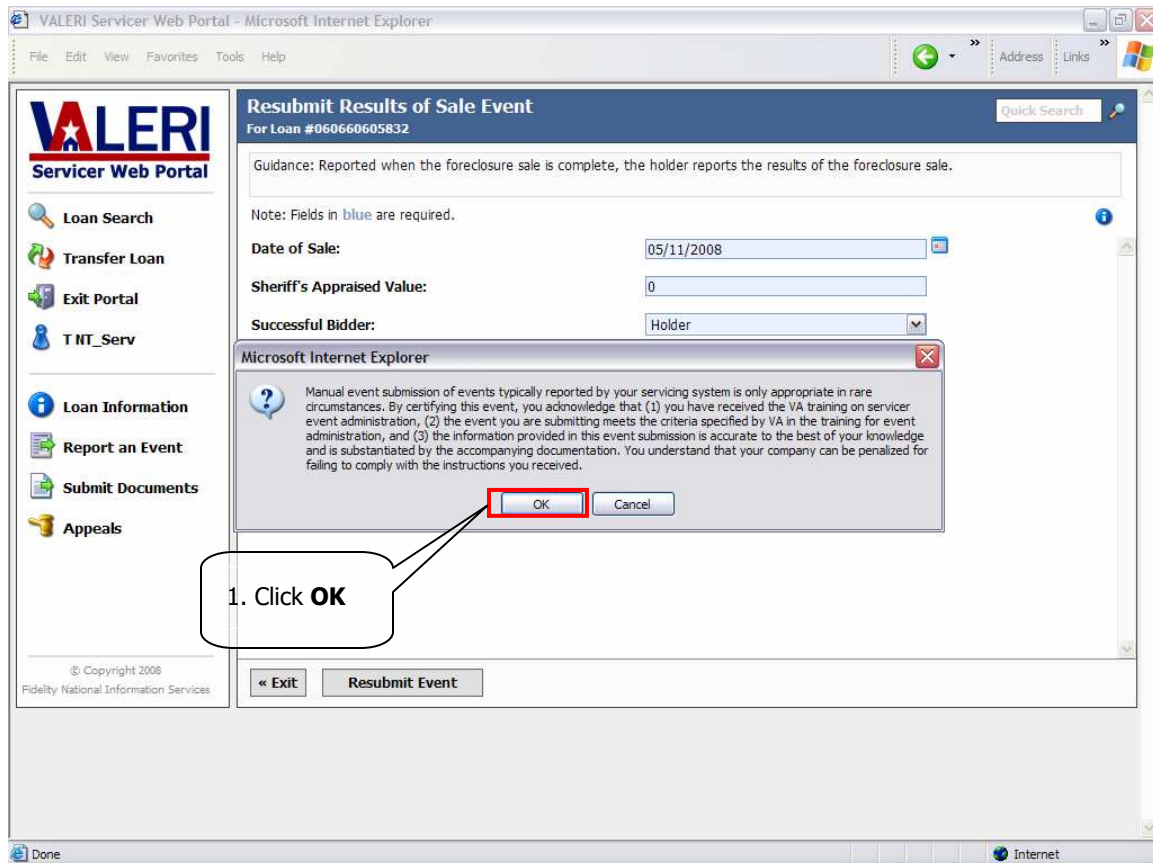 VALERI Servicer Web Portal - Microsoft Internet Explorer
File Edit View Favorites Tools Help
» Address Links »
VALERI
Servicer Web Portal
Loan Search
Transfer Loan
Exit Portal
T NT_Serv
Loan Information
Report an Event
Submit Documents
Appeals
© Copyright 2008
Fidelity National Information Services
Resubmit Results of Sale Event
For Loan #060660605832
Quick Search
Guidance: Reported when the foreclosure sale is complete, the holder reports the results of the foreclosure sale.
Note: Fields in blue are required.
Date of Sale: 05/11/2008
Sheriff's Appraised Value: 0
Successful Bidder: Holder
Microsoft Internet Explorer
Manual event submission of events typically reported by your servicing system is only appropriate in rare
circumstances. By certifying this event, you acknowledge that (1) you have received the VA training on servicer
event administration, (2) the event you are submitting meets the criteria specified by VA in the training for event
administration, and (3) the information provided in this event submission is accurate to the best of your knowledge
and is substantiated by the accompanying documentation. You understand that your company can be penalized for
failing to comply with the instructions you received.
OK Cancel
1. Click OK
« Exit Resubmit Event
Done Internet